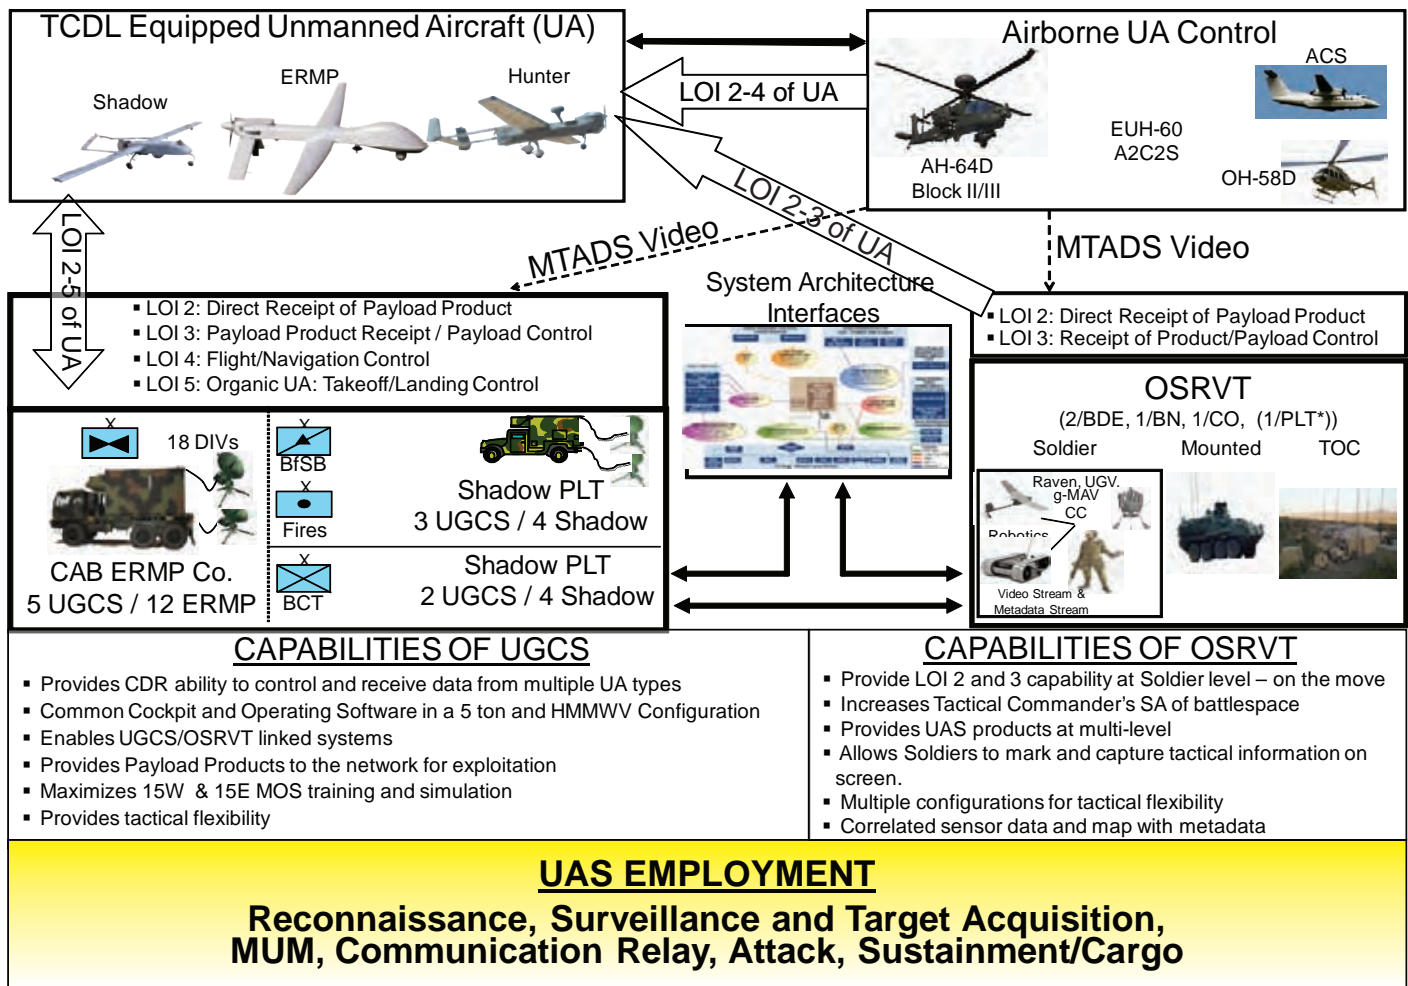 TCDL Equipped Unmanned Aircraft (UA)
Shadow
ERMP
Hunter
Airborne UA Control
ACS
EUH-60
A2C2S
AH-64D
Block II/III
OH-58D
LOI 2-4 of UA
LOI 2-3 of UA
LOI 2-5 of UA
MTADS Video
MTADS Video
▪ LOI 2: Direct Receipt of Payload Product
▪ LOI 3: Payload Product Receipt / Payload Control
▪ LOI 4: Flight/Navigation Control
▪ LOI 5: Organic UA: Takeoff/Landing Control
System Architecture
Interfaces
▪ LOI 2: Direct Receipt of Payload Product
▪ LOI 3: Receipt of Product/Payload Control
X
18 DIVs
CAB ERMP Co.
5 UGCS / 12 ERMP
X
BfSB
X
Fires
Shadow PLT
3 UGCS / 4 Shadow
X
BCT
Shadow PLT
2 UGCS / 4 Shadow
OSRVT
(2/BDE, 1/BN, 1/CO, (1/PLT*))
Soldier
Mounted
TOC
Raven, UGV.
g-MAV
CC
Robotics
Video Stream &
Metadata Stream
CAPABILITIES OF UGCS
▪ Provides CDR ability to control and receive data from multiple UA types
▪ Common Cockpit and Operating Software in a 5 ton and HMMWV Configuration
▪ Enables UGCS/OSRVT linked systems
▪ Provides Payload Products to the network for exploitation
▪ Maximizes 15W & 15E MOS training and simulation
▪ Provides tactical flexibility
CAPABILITIES OF OSRVT
▪ Provide LOI 2 and 3 capability at Soldier level – on the move
▪ Increases Tactical Commander's SA of battlespace
▪ Provides UAS products at multi-level
▪ Allows Soldiers to mark and capture tactical information on
screen.
▪ Multiple configurations for tactical flexibility
▪ Correlated sensor data and map with metadata
UAS EMPLOYMENT
Reconnaissance, Surveillance and Target Acquisition,
MUM, Communication Relay, Attack, Sustainment/Cargo